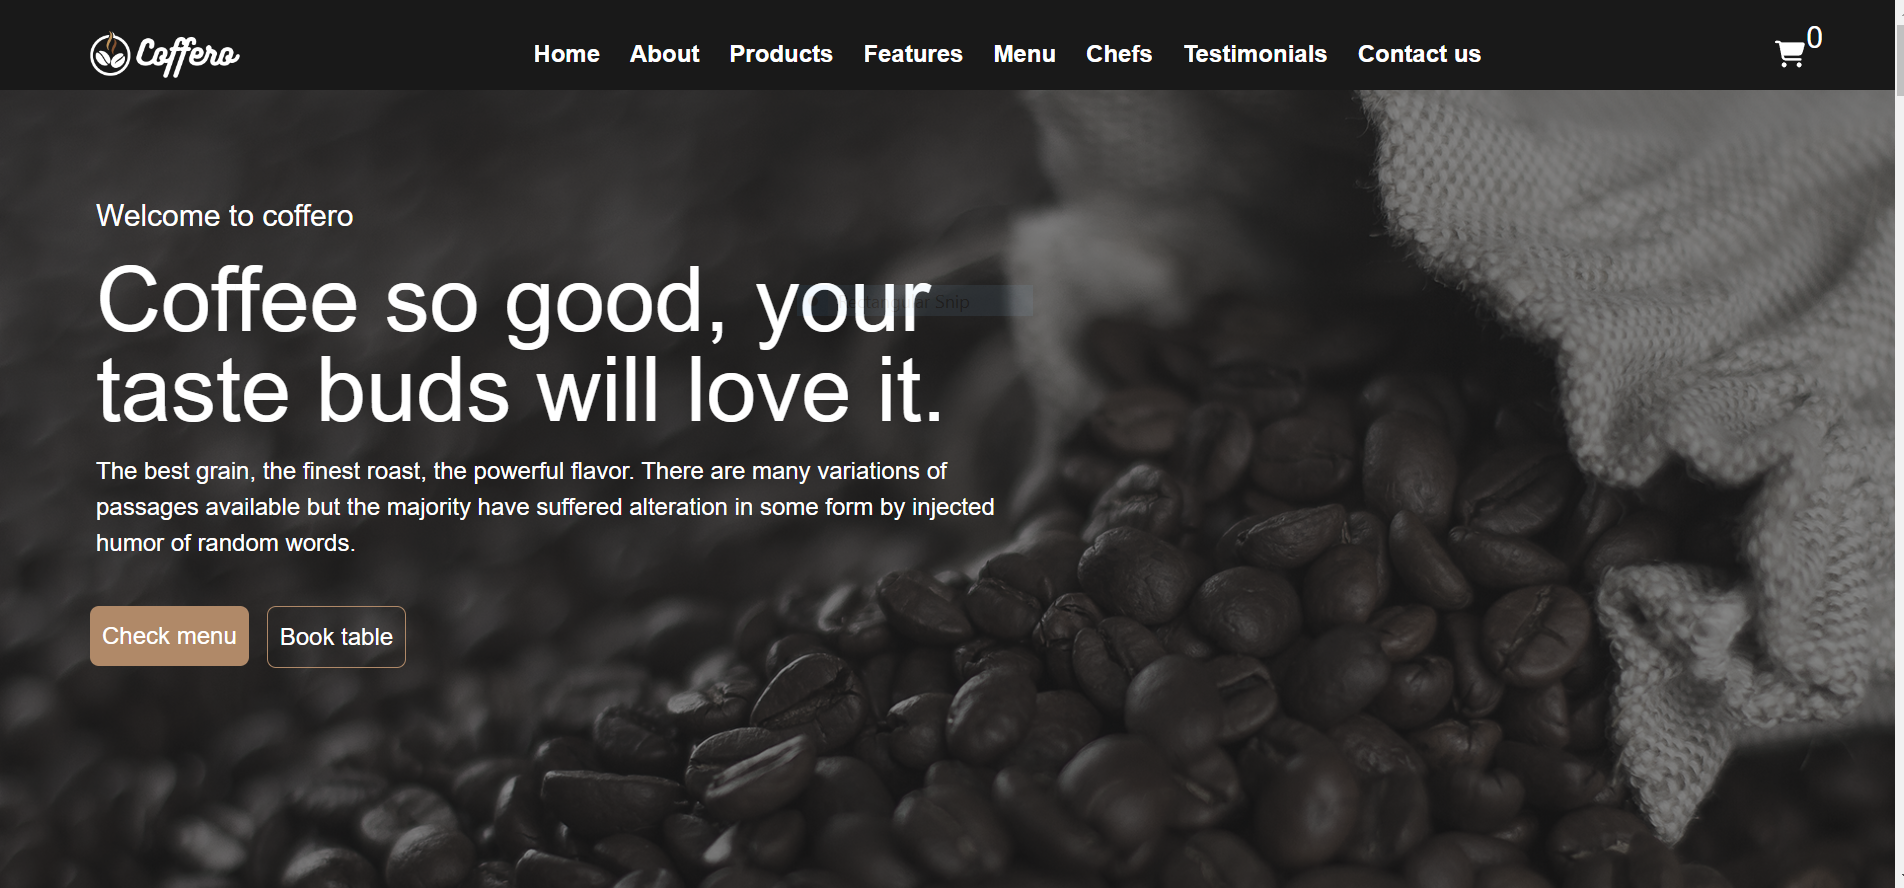 Coffero
Home About Products Features Menu Chefs Testimonials Contact us
0
Welcome to coffero
Coffee so good, your
taste buds will love it.
Rectangular Snip
The best grain, the finest roast, the powerful flavor. There are many variations of
passages available but the majority have suffered alteration in some form by injected
humor of random words.
Check menu Book table